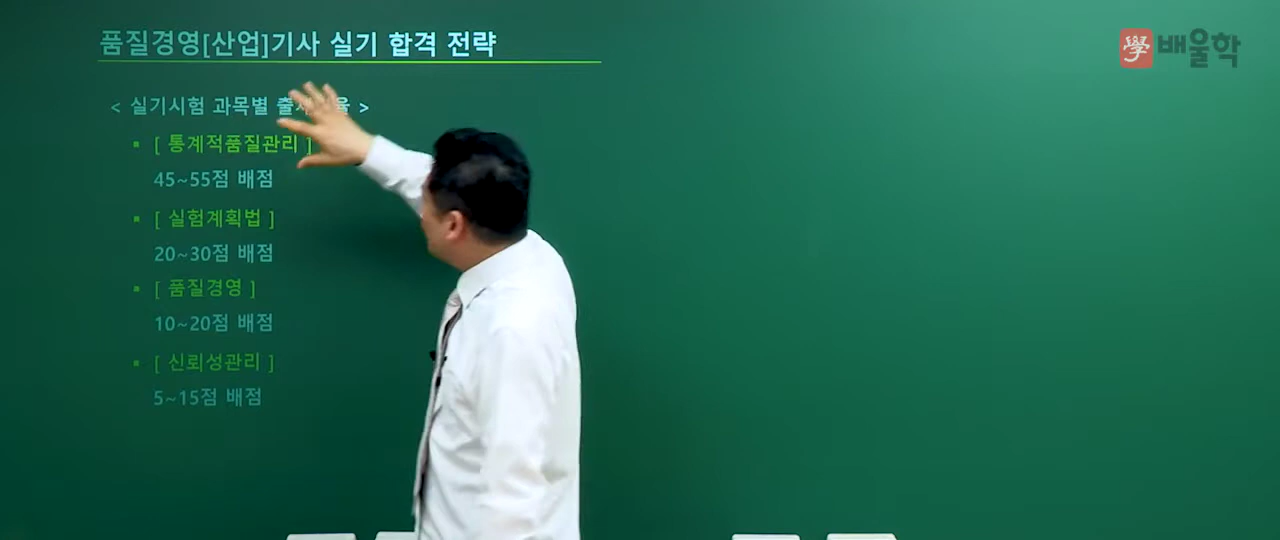 품질경영[산업]기사 실기 합격 전략
學 배울학
< 실기시험 과목별 >
▪ [ 통계적품질관리 ]
45~55점 배점
▪ [ 실험계획법 ]
20~30점 배점
▪ [ 품질경영 ]
10~20점 배점
▪ [ 신뢰성관리 ]
5~15점 배점